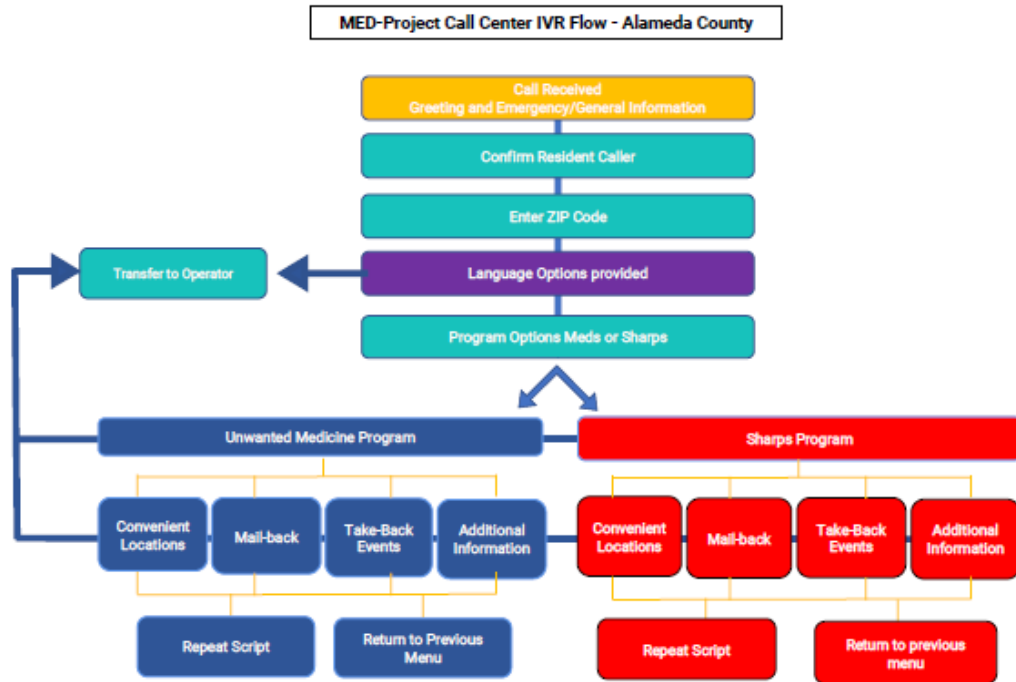 MED-Project Call Center IVR Flow - Alameda County
Call Received
Greeting and Emergency/General Information
Confirm Resident Caller
Enter ZIP Code
Transfer to Operator
Language Options provided
Program Options Meds or Sharps
Unwanted Medicine Program
Sharps Program
Convenient
Locations
Mail-back
Take-Back
Events
Additional
Information
Convenient
Locations
Mail-back
Take-Back
Events
Additional
Information
Repeat Script
Return to Previous
Menu
Repeat Script
Return to previous
menu